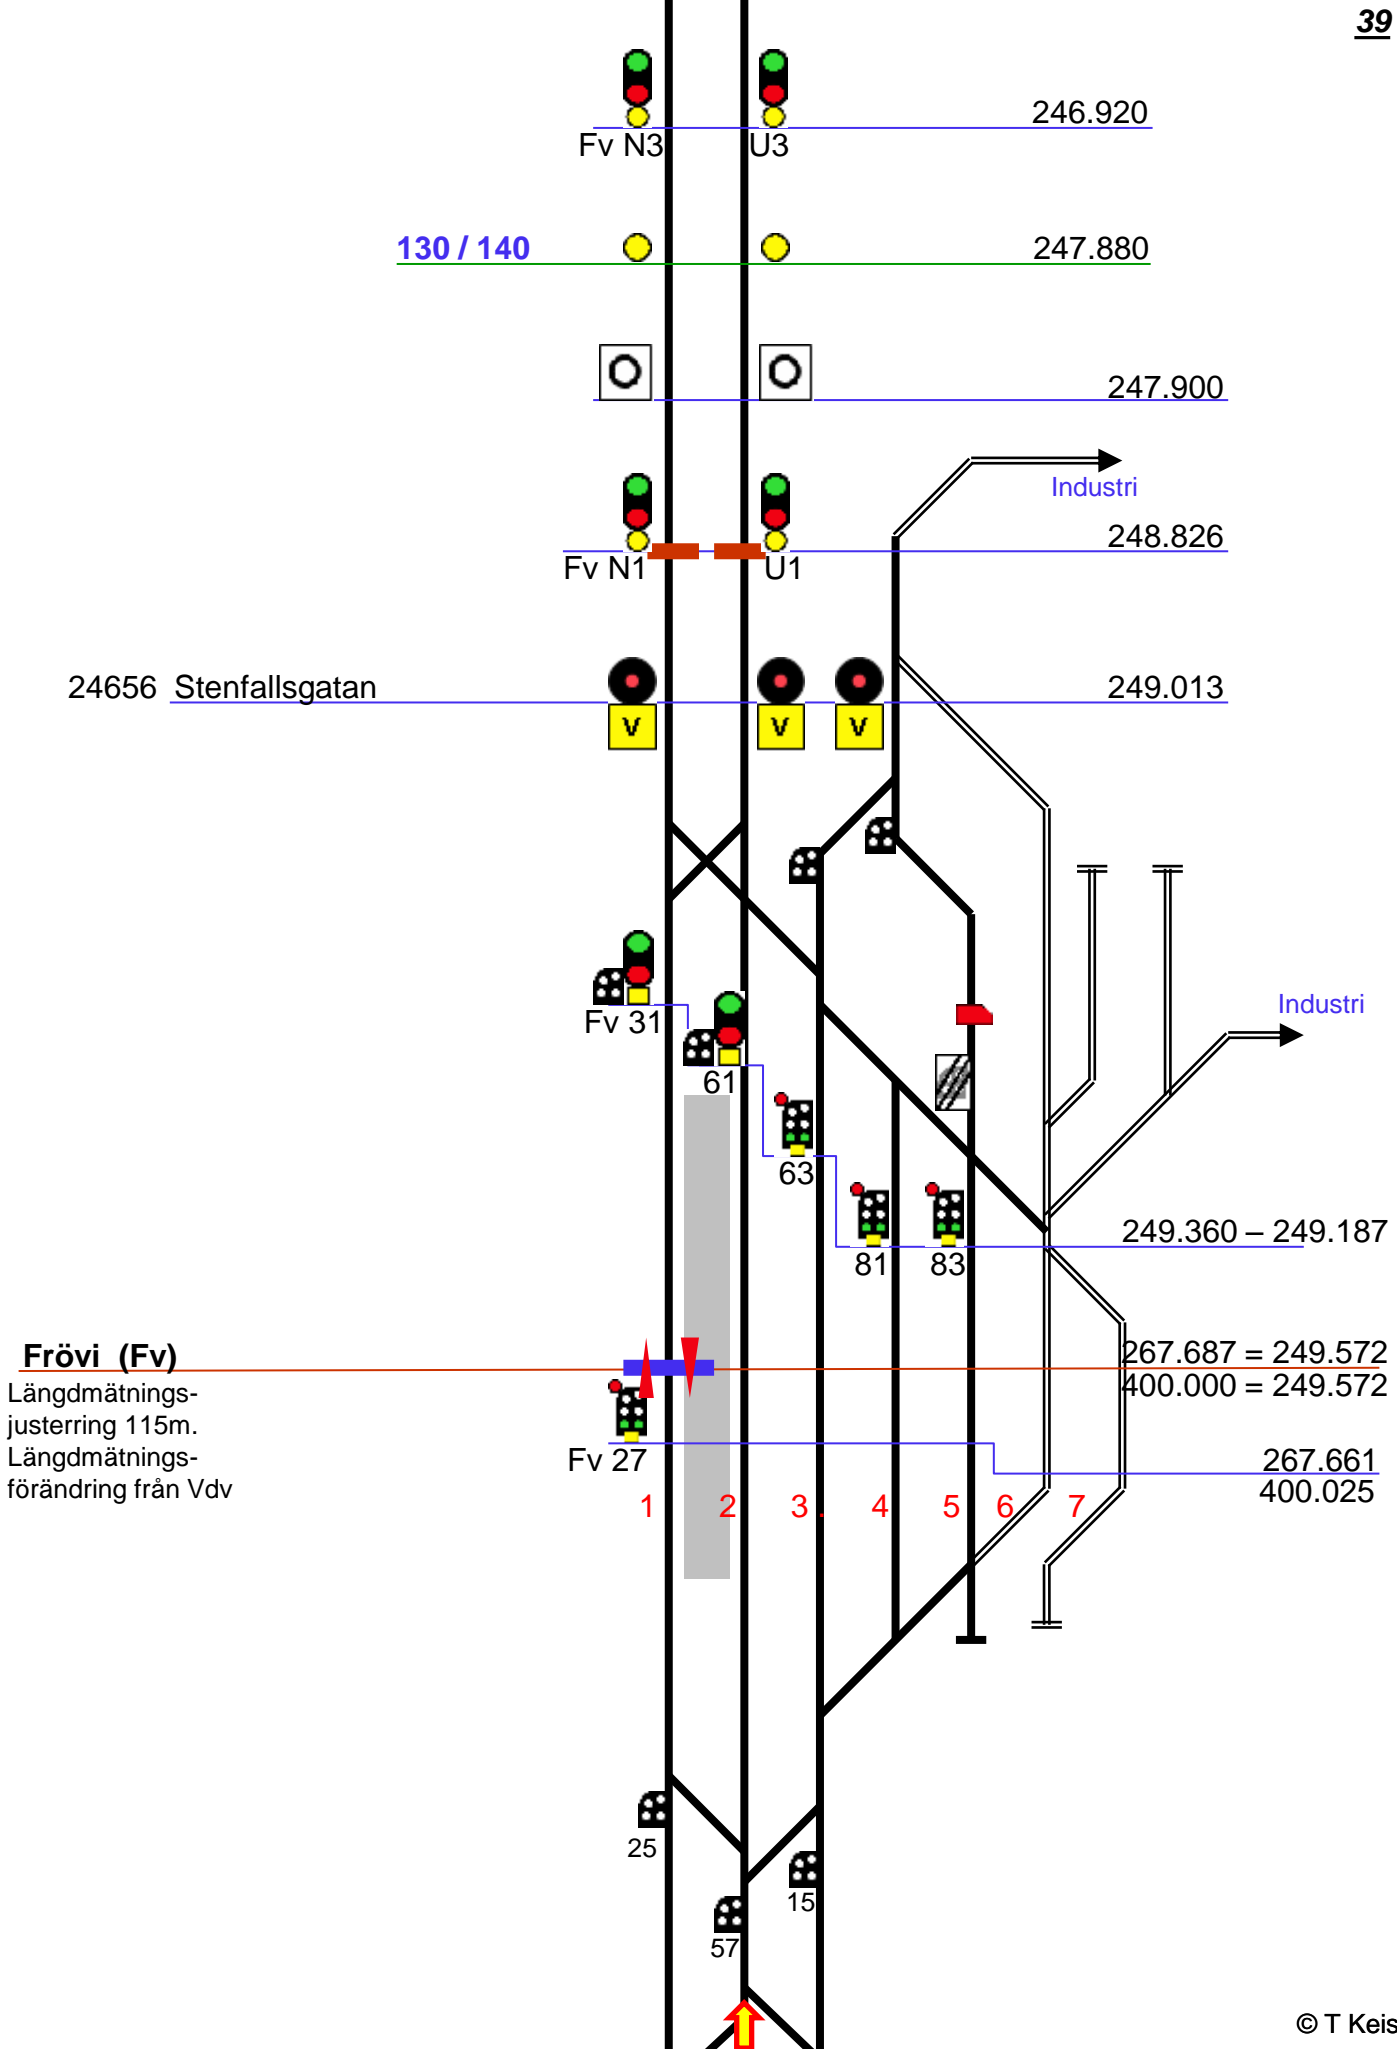 39
246.920
Fv N3 U3
130 / 140 247.880
247.900
Industri
248.826
Fv N1 U1
24656 Stenfallsgatan 249.013
V V V
Fv 31
Industri
61
63
249.360 – 249.187
81 83
Frövi (Fv) 267.687 = 249.572
Längdmätnings- 400.000 = 249.572
justerring 115m.
Längdmätnings-
Fv 27 267.661
förändring från Vdv 400.025
1 2 3 . 4 5 6 7
25
15
57
© T Keis